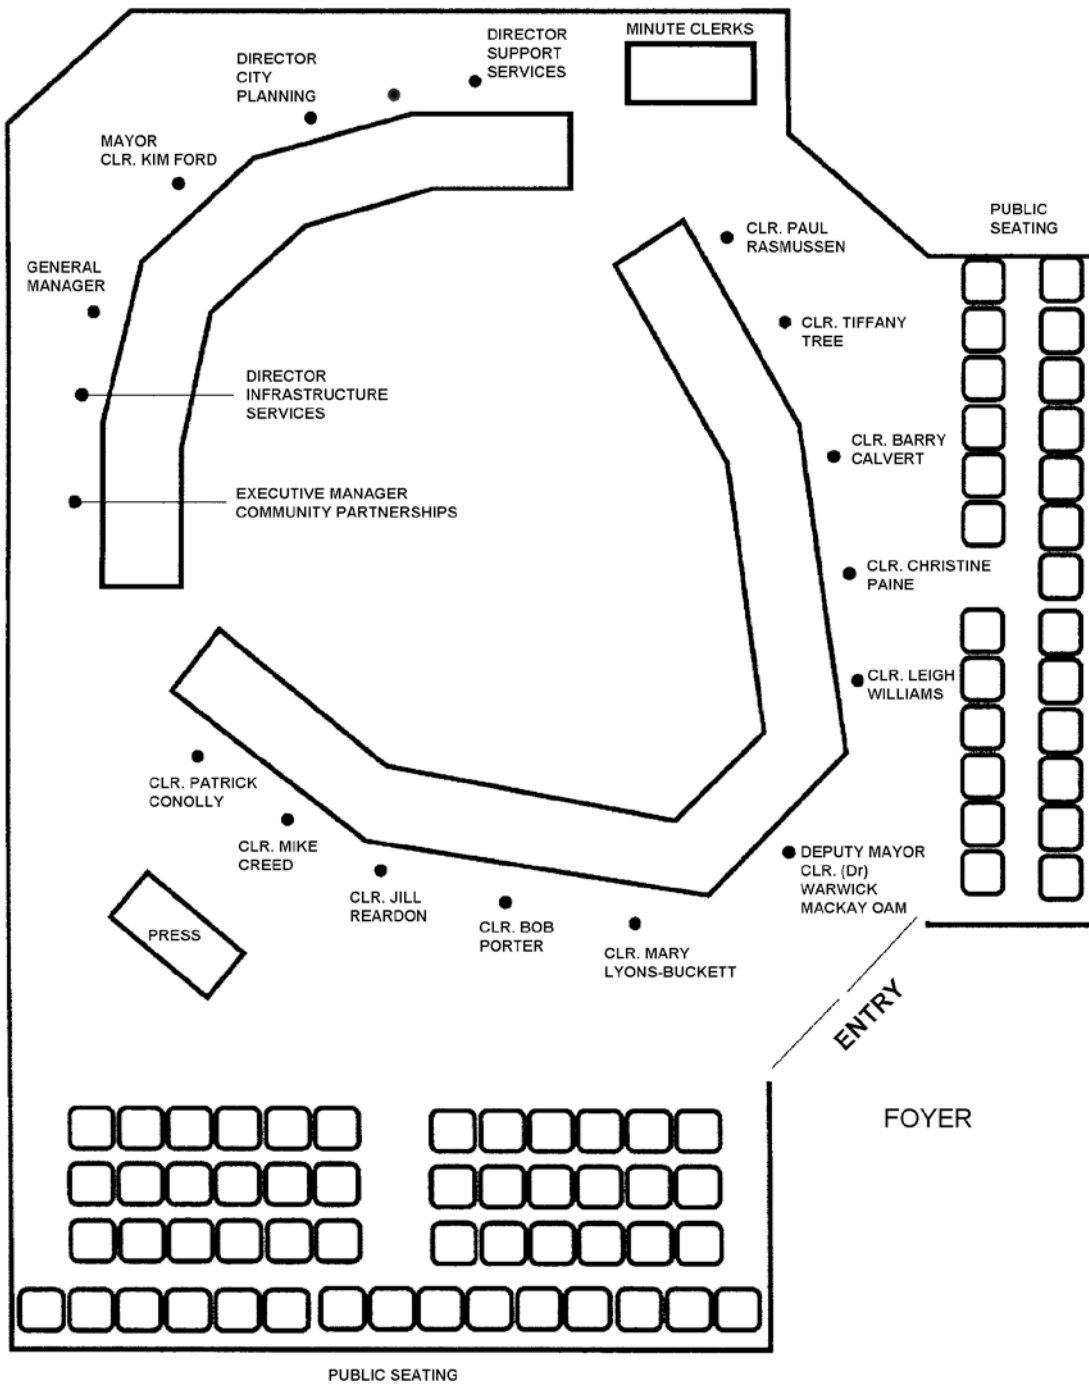 MINUTE CLERKS
DIRECTOR
SUPPORT
SERVICES
DIRECTOR
CITY
PLANNING
MAYOR
CLR. KIM FORD
GENERAL
MANAGER
DIRECTOR
INFRASTRUCTURE
SERVICES
EXECUTIVE MANAGER
COMMUNITY PARTNERSHIPS
CLR. PAUL
RASMUSSEN
PUBLIC
SEATING
CLR. TIFFANY
TREE
CLR. BARRY
CALVERT
CLR. CHRISTINE
PAINE
CLR. LEIGH
WILLIAMS
CLR. PATRICK
CONOLLY
CLR. MIKE
CREED
CLR. JILL
REARDON
CLR. BOB
PORTER
CLR. MARY
LYONS-BUCKETT
DEPUTY MAYOR
CLR. (Dr)
WARWICK
MACKAY OAM
PRESS
ENTRY
FOYER
PUBLIC SEATING